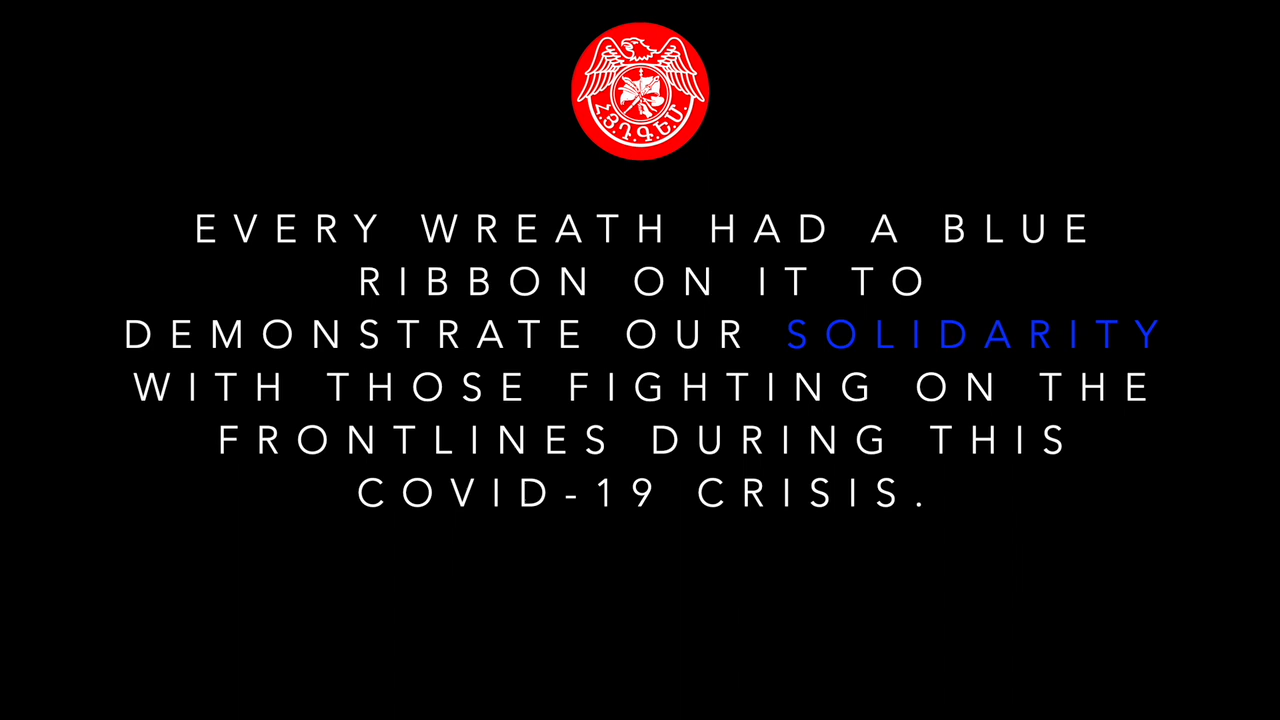 Հ.Յ.Դ.Գ.Ե.Մ.
EVERY WREATH HAD A BLUE
RIBBON ON IT TO
DEMONSTRATE OUR SOLIDARITY
WITH THOSE FIGHTING ON THE
FRONTLINES DURING THIS
COVID-19 CRISIS.